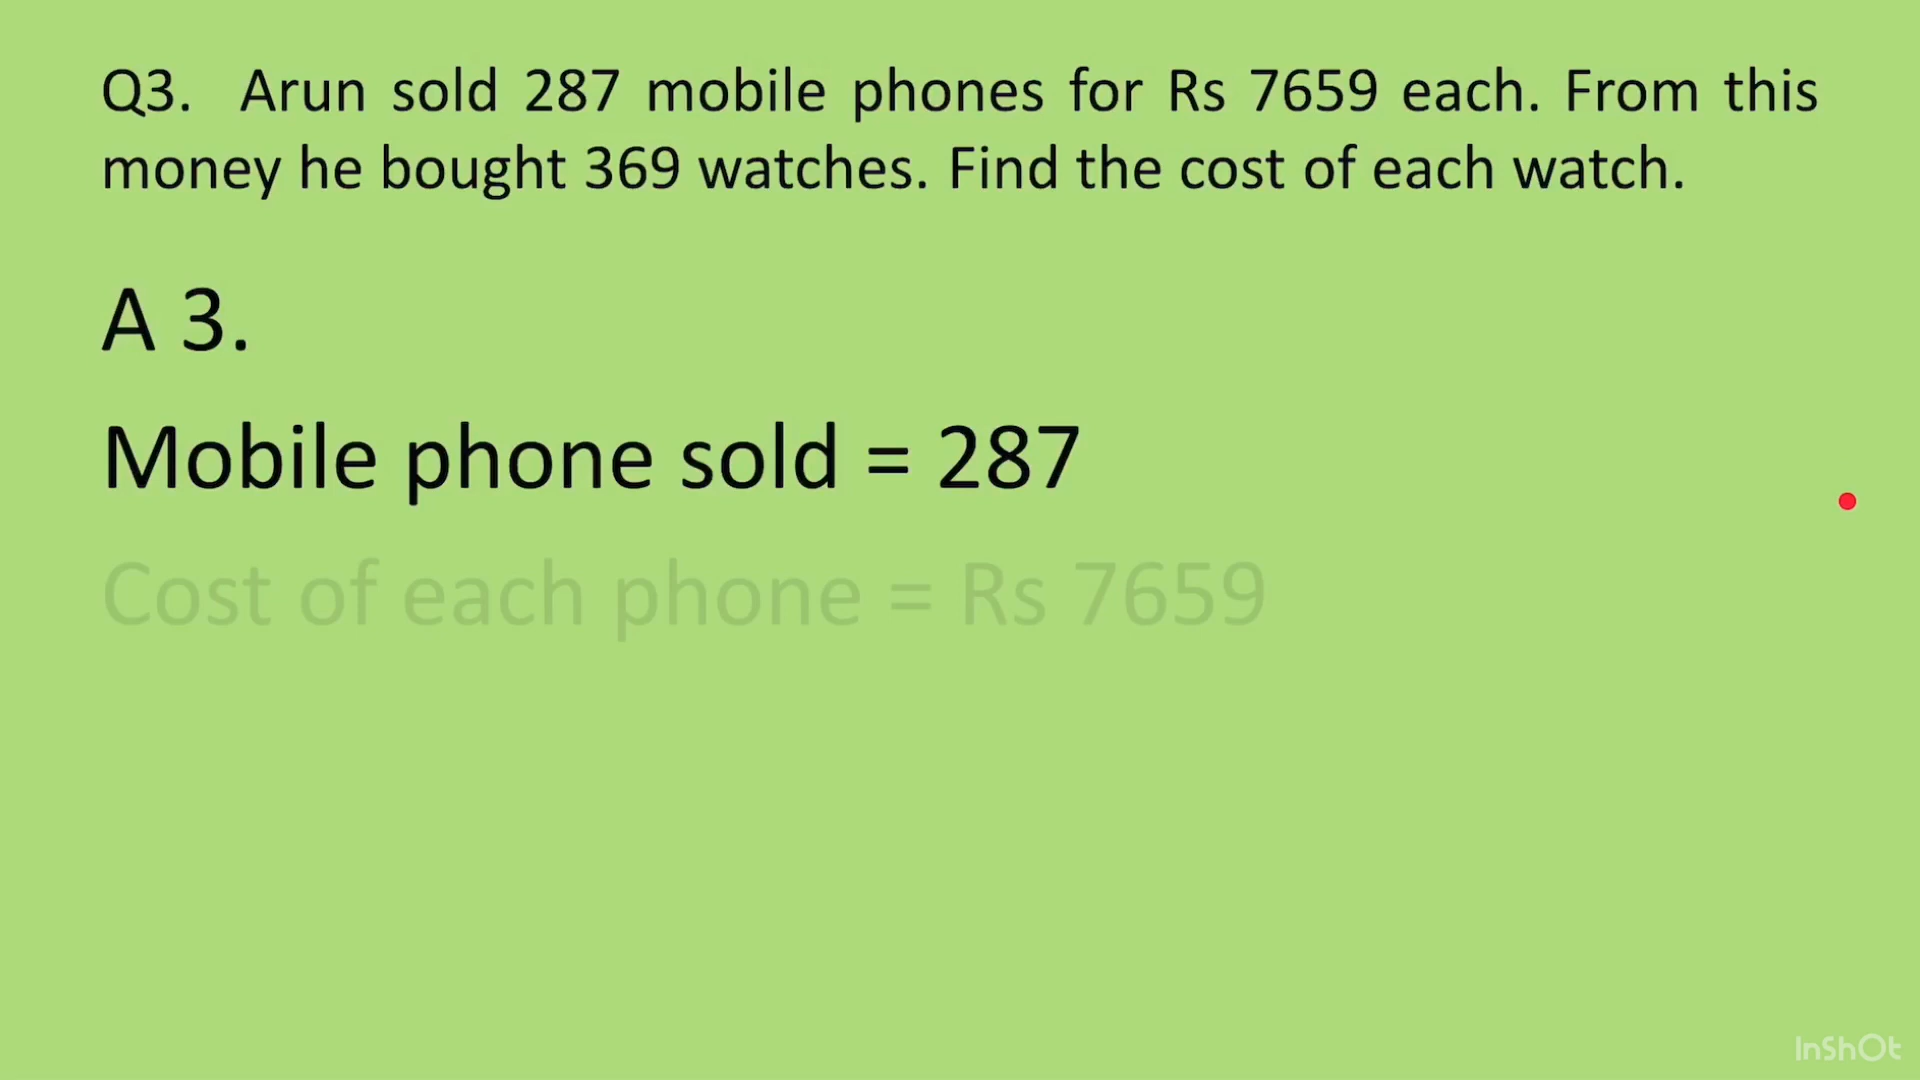 Q3. Arun sold 287 mobile phones for Rs 7659 each. From this
money he bought 369 watches. Find the cost of each watch.
A 3.
Mobile phone sold = 287
Cost of each phone = Rs 7659
InShOt